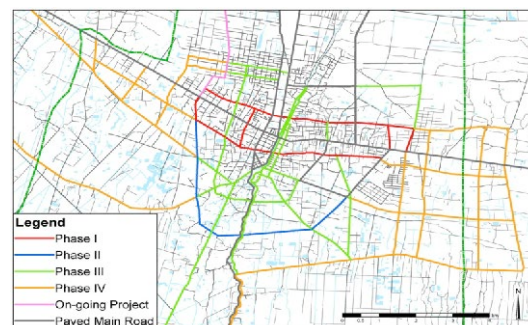 Legend
Phase I
Phase II
Phase III
Phase IV
On-going Project
Paved Main Road
N